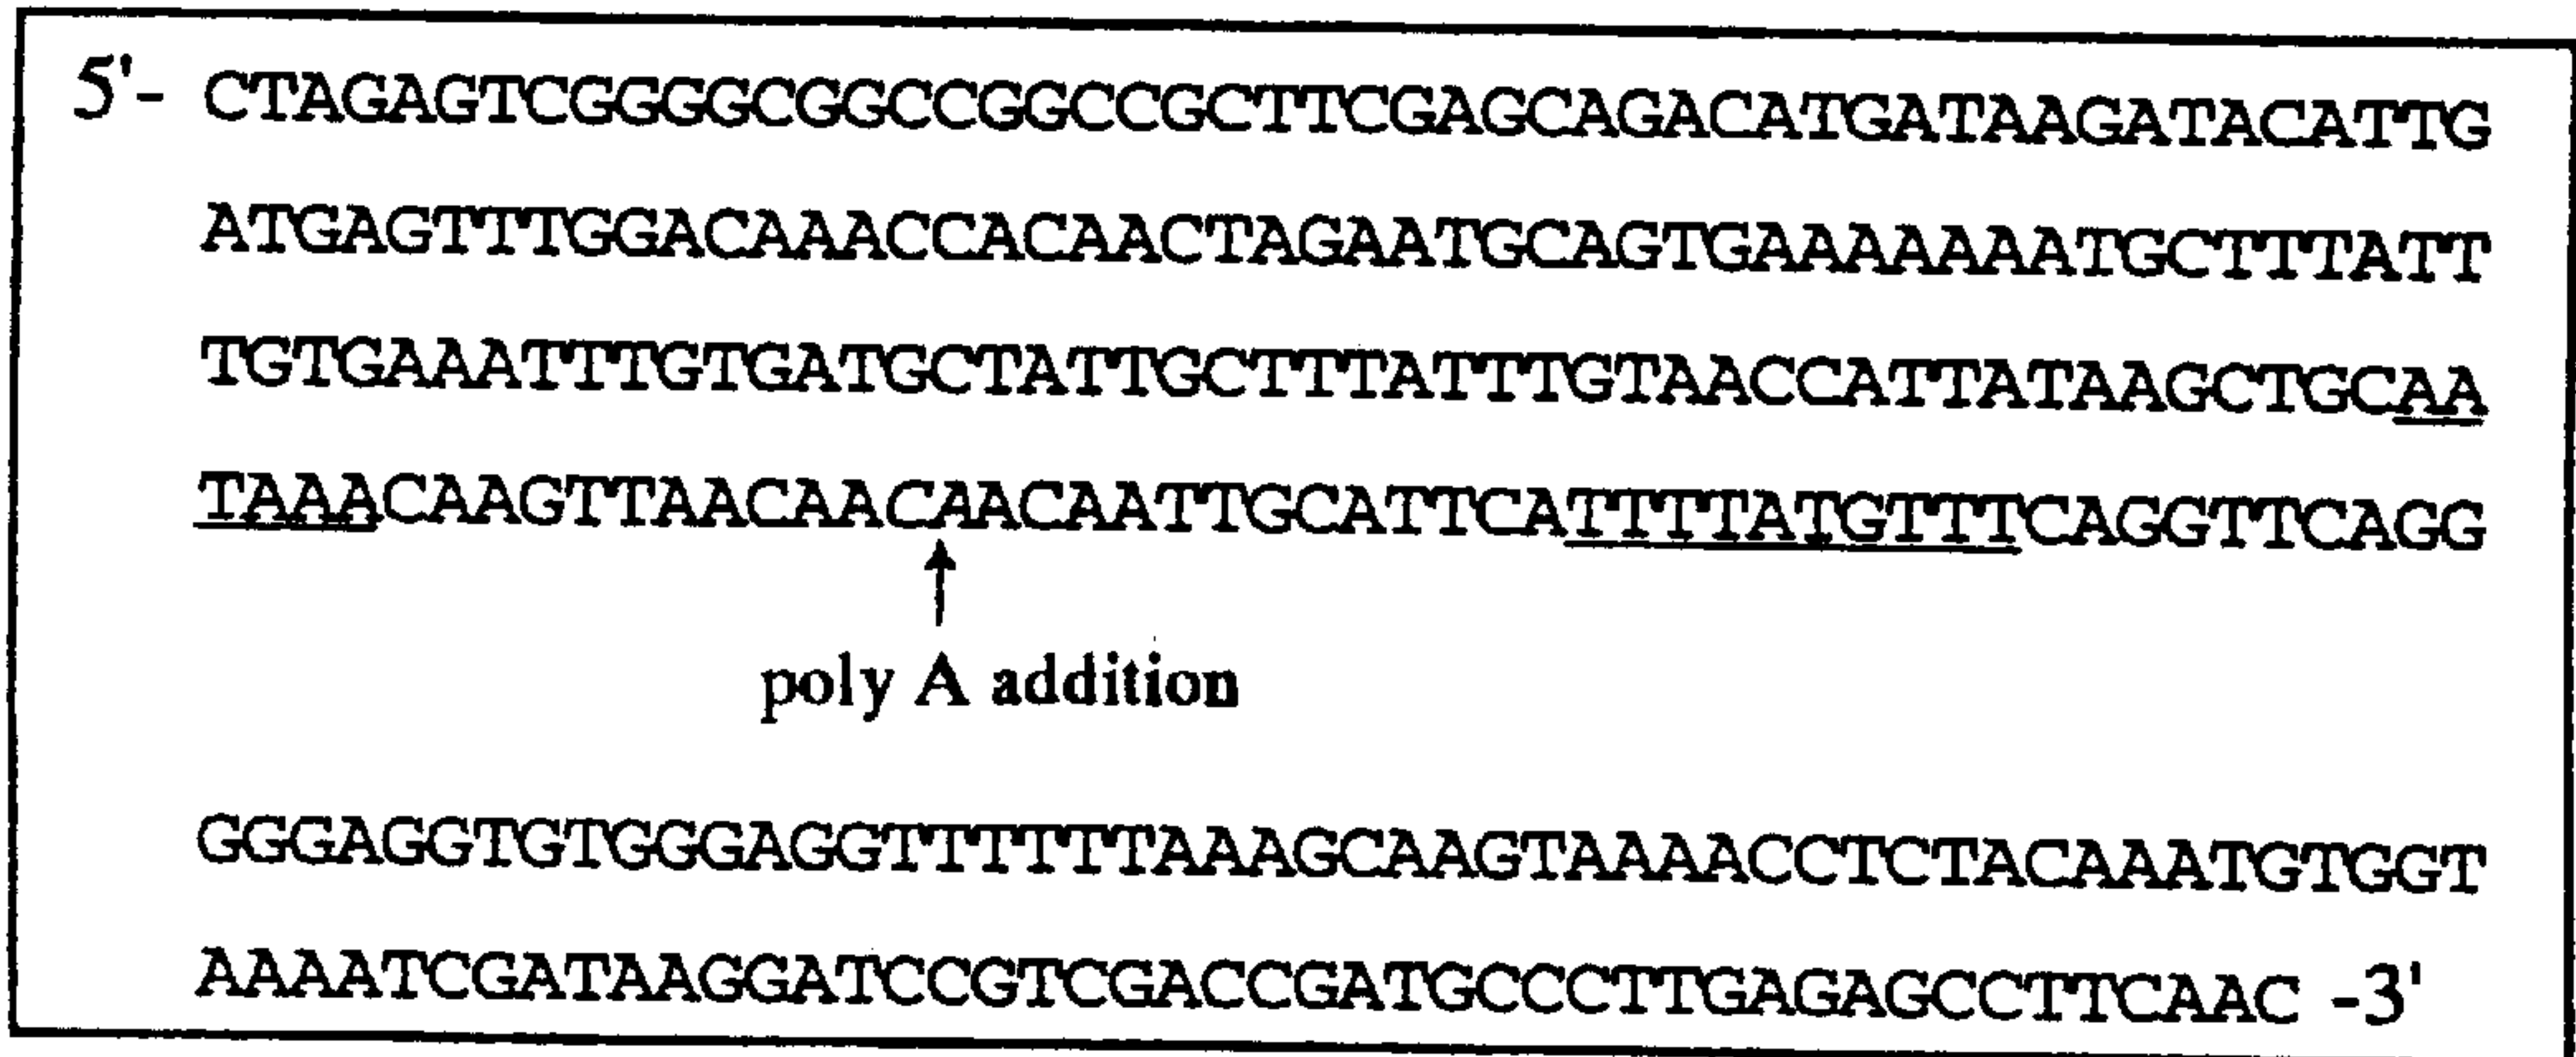 5'- CTAGAGTCGGGGCGGCCGGCCGCTTCGAGCAGACATGATAAGATACATTG
ATGAGTTTGGACAAACCACAACTAGAATGCAGTGAAAAAAATGCTTTATT
TGTGAAATTTGTGATGCTATTGCTTTATTTGTAACCATTATAAGCTGCAA
TAAACAAGTTAACAACAACAATTGCATTCATTTTATGTTTCAGGTTCAGG
poly A addition
GGGAGGTGTGGGAGGTTTTTTAAAGCAAGTAAAACCTCTACAAATGTGGT
AAAATCGATAAGGATCCGTCGACCGATGCCCTTGAGAGCCTTCAAC -3'